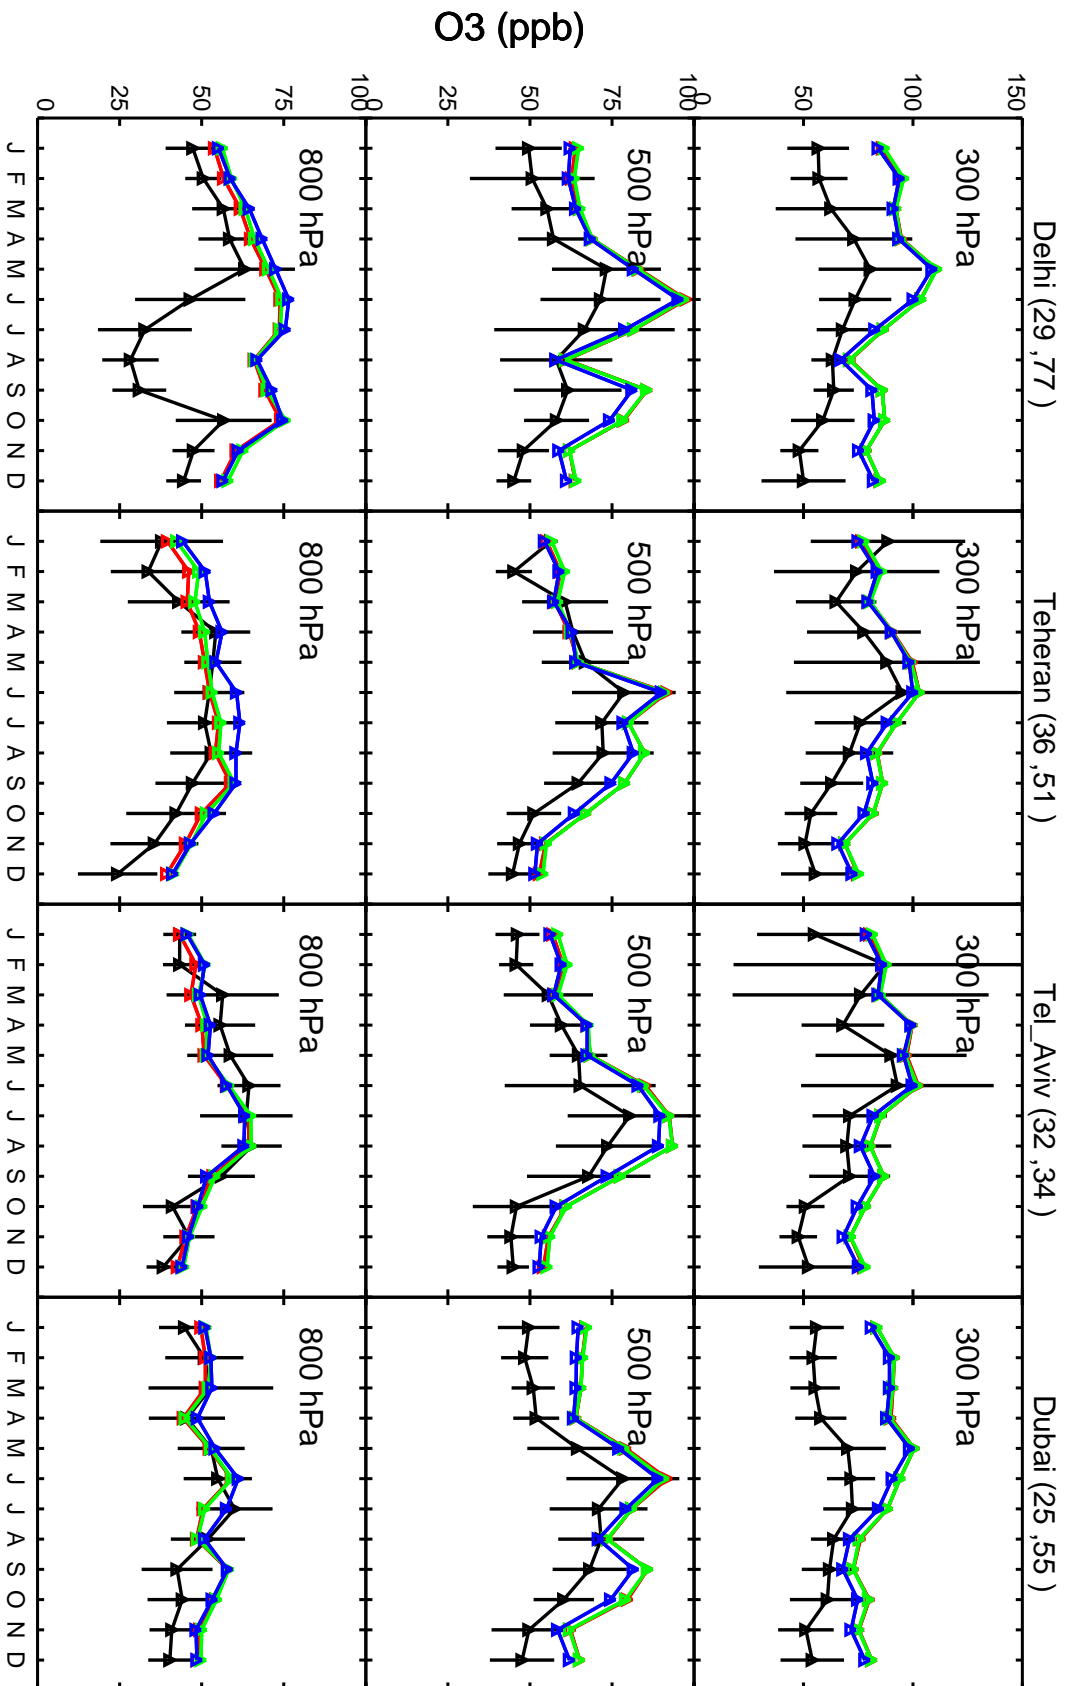 O3 (ppb)
Delhi (29 ,77 )
Teheran (36 ,51)
Tel_Aviv (32 ,34 )
Dubai (25 ,55 )
150
100
50
0
300 hPa
300 hPa
300 hPa
300 hPa
100
75
50
25
0
500 hPa
500 hPa
500 hPa
500 hPa
100
75
50
25
0
800 hPa
800 hPa
800 hPa
800 hPa
J F M A M J J A S O N D
J F M A M J J A S O N D
J F M A M J J A S O N D
J F M A M J J A S O N D